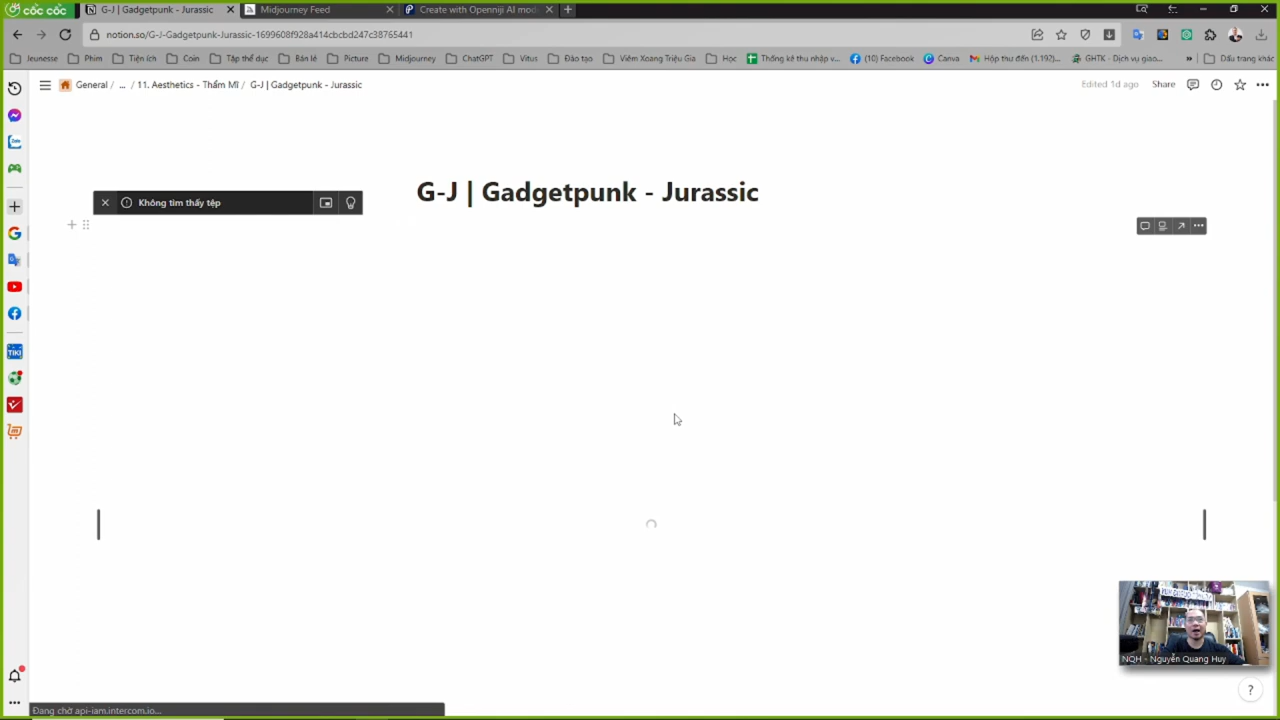 CỐC CỐC
G-J | Gadgetpunk - Jurassic
Midjourney Feed
Create with Openniji AI mod
notion.so/G-J-Gadgetpunk-Jurassic-1699608f928a414cbcbd247c38765441
Jeunesse
Phim
Tiện ích
Coin
Tập thể dục
Bán lẻ
Picture
Midjourney
ChatGPT
Vitus
Đào tạo
Viêm Xoang Triệu Gia
Học
Thống kê thu nhập v...
(10) Facebook
Canva
Hộp thư đến (1.192)...
GHTK - Dịch vụ giao...
»
Dấu trang khác
General / ... / 11. Aesthetics - Thẩm Mĩ / G-J | Gadgetpunk - Jurassic
Edited 1d ago
Share
G-J | Gadgetpunk - Jurassic
Không tìm thấy tệp
Zalo
TIKI
NQH - Nguyễn Quang Huy
?
Đang chờ api-iam.intercom.io...